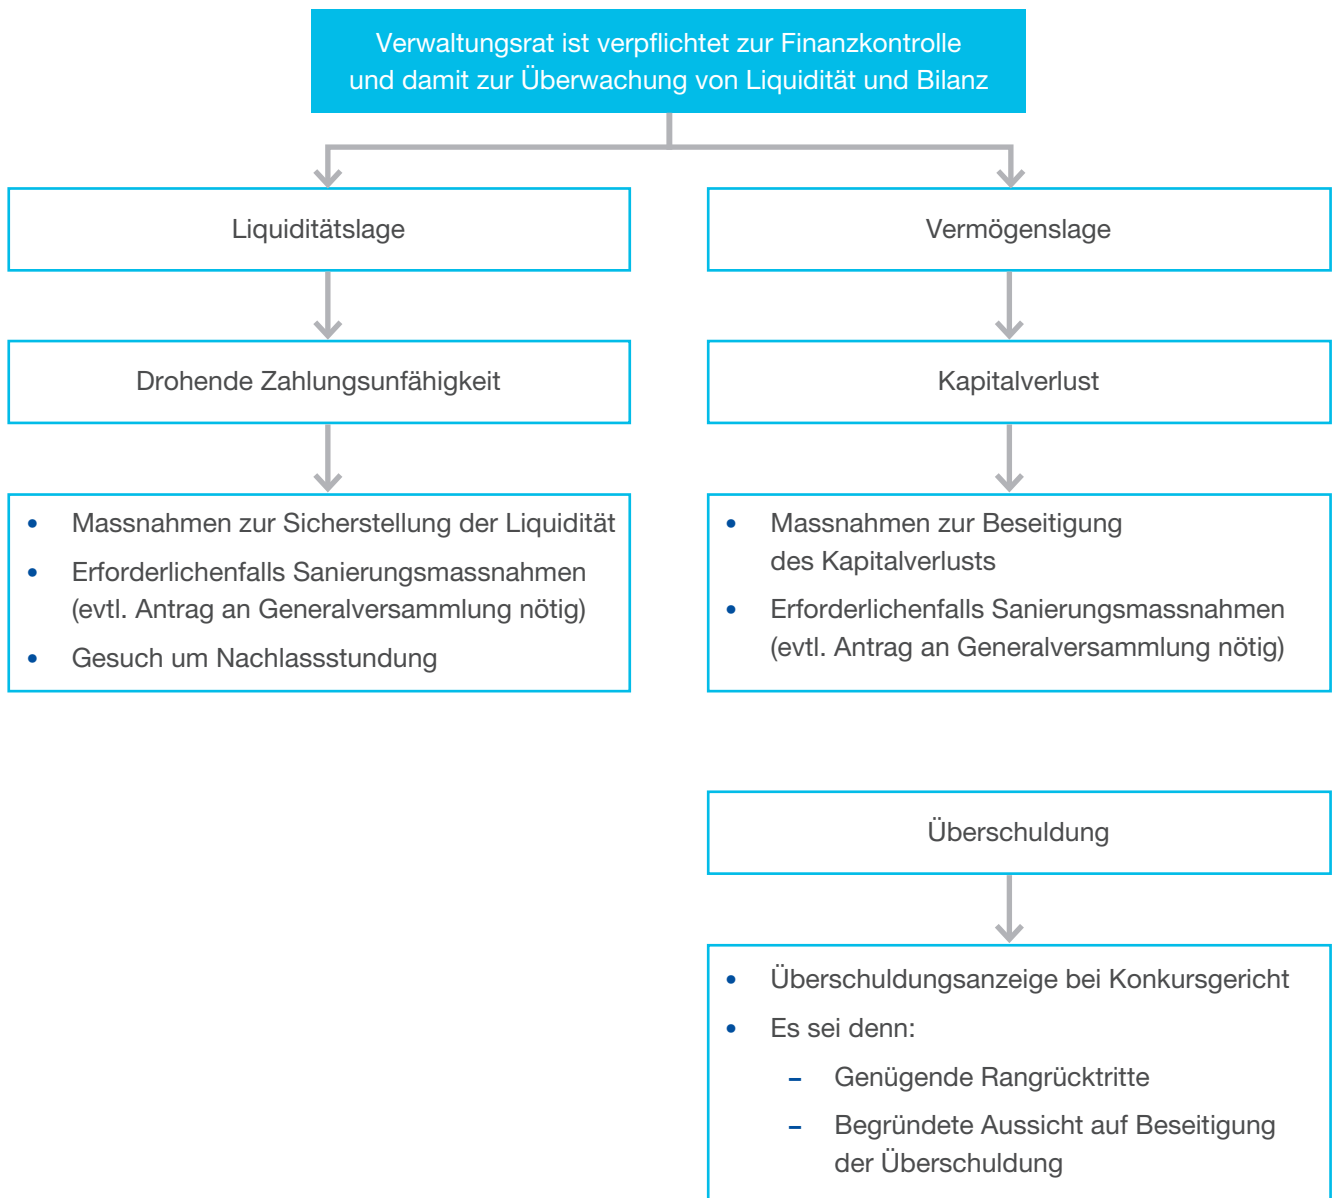 Verwaltungsrat ist verpflichtet zur Finanzkontrolle
und damit zur Überwachung von Liquidität und Bilanz
Liquiditätslage
Vermögenslage
Drohende Zahlungsunfähigkeit
Kapitalverlust
• Massnahmen zur Sicherstellung der Liquidität
• Erforderlichenfalls Sanierungsmassnahmen
(evtl. Antrag an Generalversammlung nötig)
• Gesuch um Nachlassstundung
• Massnahmen zur Beseitigung
des Kapitalverlusts
• Erforderlichenfalls Sanierungsmassnahmen
(evtl. Antrag an Generalversammlung nötig)
Überschuldung
• Überschuldungsanzeige bei Konkursgericht
• Es sei denn:
– Genügende Rangrücktritte
– Begründete Aussicht auf Beseitigung
der Überschuldung